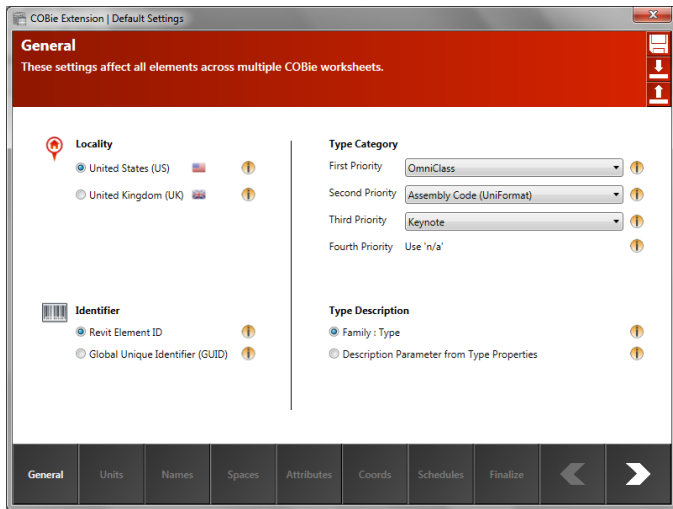 COBie Extension | Default Settings
General
These settings affect all elements across multiple COBie worksheets.
Locality
United States (US)
United Kingdom (UK)
Type Category
First Priority OmniClass
Second Priority Assembly Code (UniFormat)
Third Priority Keynote
Fourth Priority Use 'n/a'
Identifier
Revit Element ID
Global Unique Identifier (GUID)
Type Description
Family : Type
Description Parameter from Type Properties
General Units Names Spaces Attributes Coords Schedules Finalize